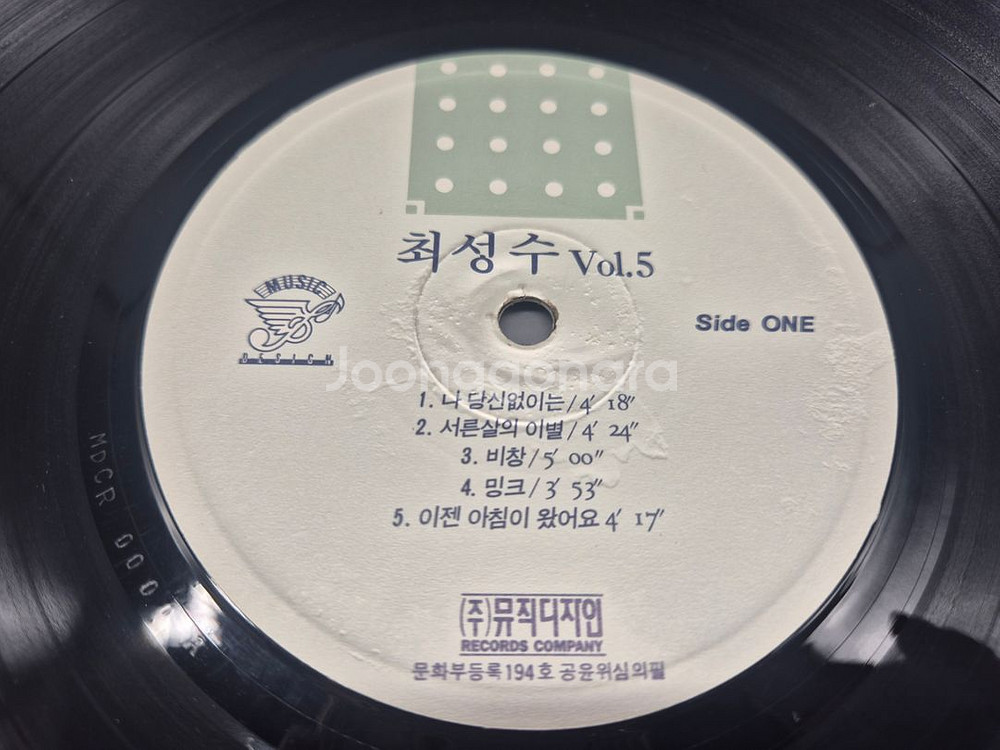 최성수 Vol.5
MUSIC
DESIGN
Side ONE
Joonggonara
1. 나 당신없이는/4′ 18″
2. 서른살의 이별/4′ 24″
3. 비창/5′ 00″
4. 밍크/3′ 53″
5. 이젠 아침이 왔어요 4′ 17″
MDCR 000
(주)뮤직디자인
RECORDS COMPANY
문화부등록194호 공윤위심의필